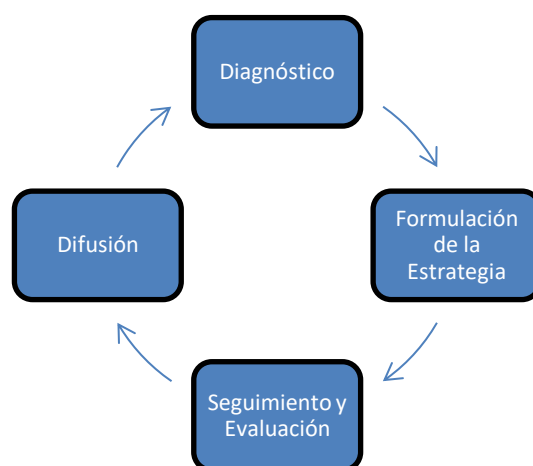 Diagnóstico
Formulación
de la
Estrategia
Seguimiento y
Evaluación
Difusión